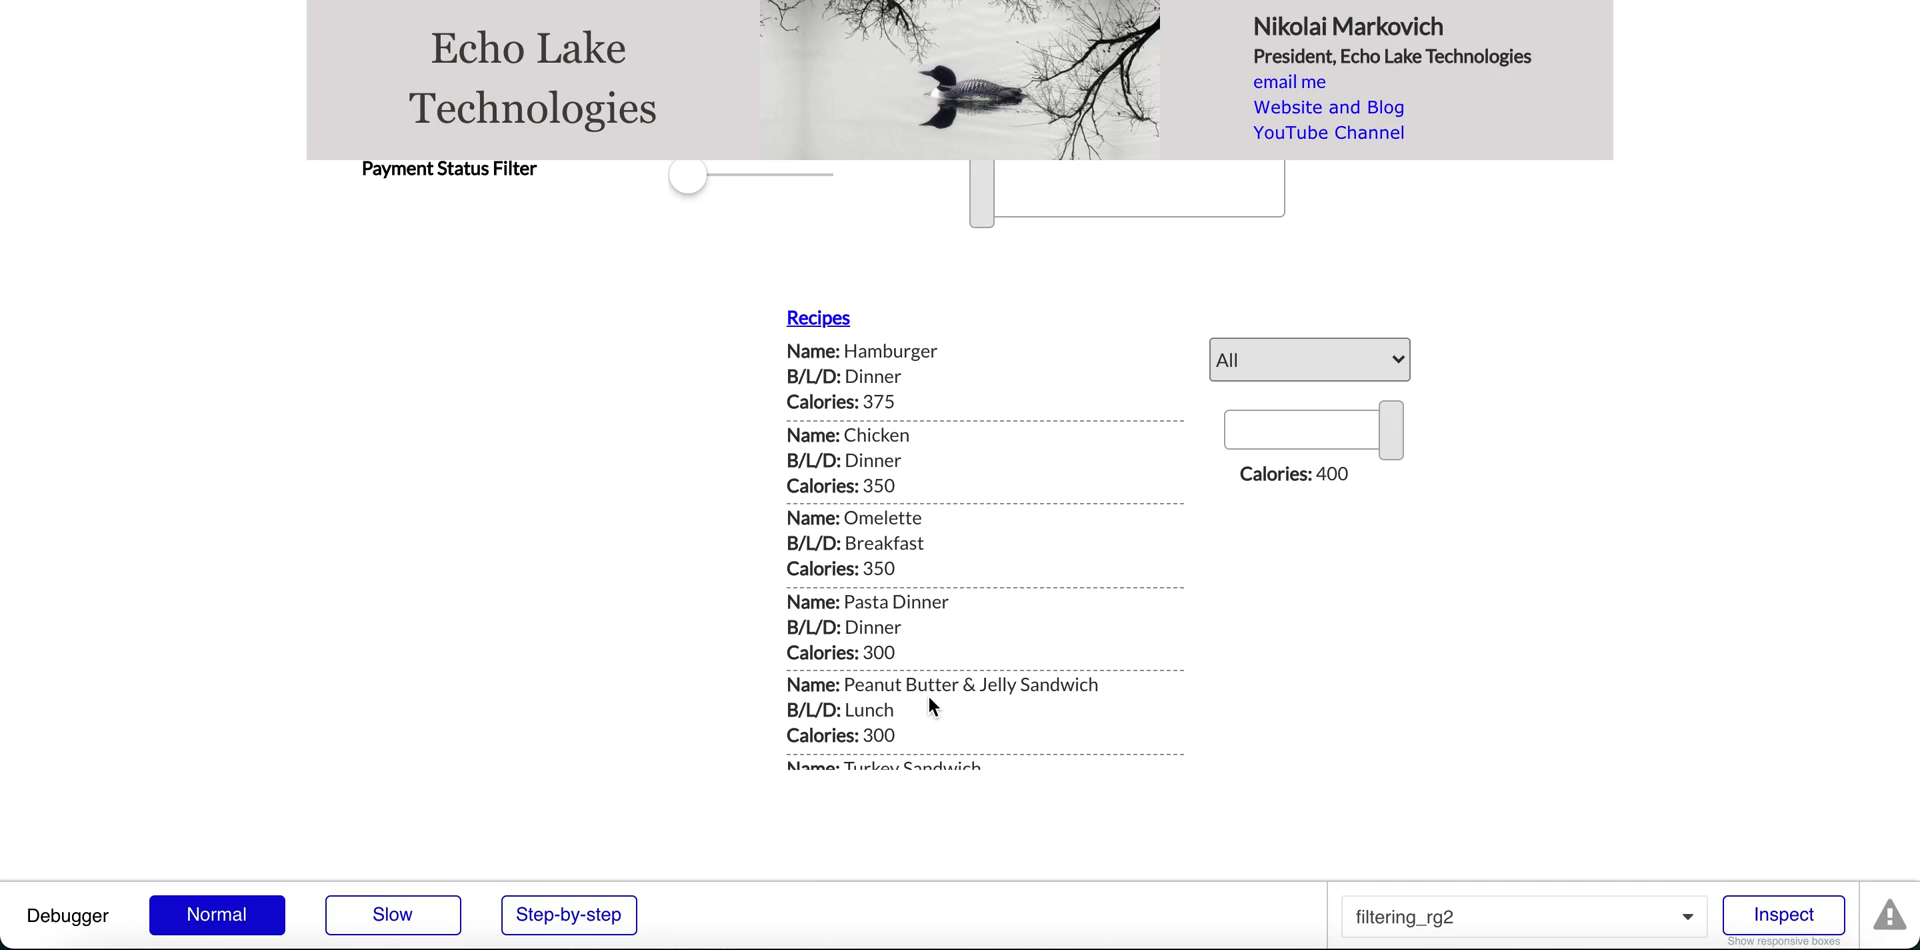 Echo Lake
Technologies
Nikolai Markovich
President, Echo Lake Technologies
email me
Website and Blog
YouTube Channel
Payment Status Filter
Recipes
Name: Hamburger
B/L/D: Dinner
Calories: 375
Name: Chicken
B/L/D: Dinner
Calories: 350
Name: Omelette
B/L/D: Breakfast
Calories: 350
Name: Pasta Dinner
B/L/D: Dinner
Calories: 300
Name: Peanut Butter & Jelly Sandwich
B/L/D: Lunch
Calories: 300
Name: Turkey Sandwich
All
Calories: 400
Debugger
Normal
Slow
Step-by-step
filtering_rg2
Inspect
Show responsive boxes